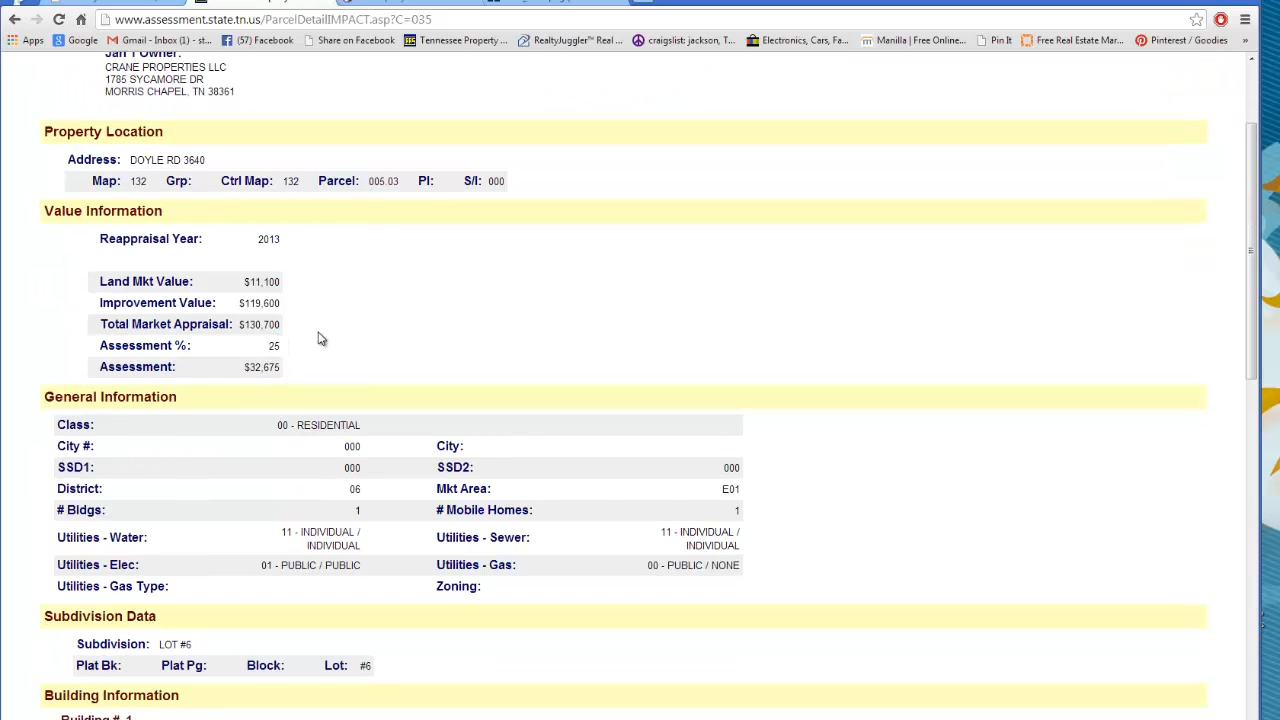 www.assessment.state.tn.us/ParcelDetailIMPACT.asp?C=035
Apps Google Gmail - Inbox (1) - st... (57) Facebook Share on Facebook Tennessee Property ... RealtyJuggler™ Real ... craigslist: jackson, T... Electronics, Cars, Fa... Manilla | Free Online... Pin It Free Real Estate Mar... Pinterest / Goodies »
Jan 1 Owner:
CRANE PROPERTIES LLC
1785 SYCAMORE DR
MORRIS CHAPEL, TN 38361
Property Location
Address: DOYLE RD 3640
Map: 132 Grp: Ctrl Map: 132 Parcel: 005.03 PI: S/I: 000
Value Information
Reappraisal Year: 2013
Land Mkt Value: $11,100
Improvement Value: $119,600
Total Market Appraisal: $130,700
Assessment %: 25
Assessment: $32,675
General Information
Class: 00 - RESIDENTIAL
City #: 000 City:
SSD1: 000 SSD2: 000
District: 06 Mkt Area: E01
# Bldgs: 1 # Mobile Homes: 1
Utilities - Water: 11 - INDIVIDUAL / INDIVIDUAL Utilities - Sewer: 11 - INDIVIDUAL / INDIVIDUAL
Utilities - Elec: 01 - PUBLIC / PUBLIC Utilities - Gas: 00 - PUBLIC / NONE
Utilities - Gas Type: Zoning:
Subdivision Data
Subdivision: LOT #6
Plat Bk: Plat Pg: Block: Lot: #6
Building Information
Building # 1